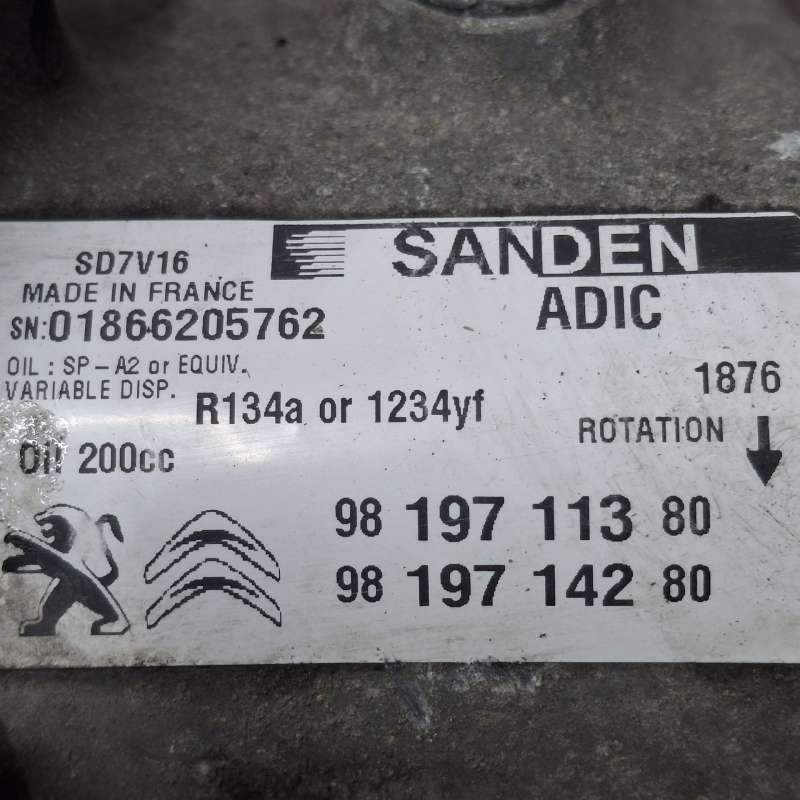 SD7V16
SANDEN
MADE IN FRANCE
ADIC
SN:01866205762
OIL : SP-A2 or EQUIV.
VARIABLE DISP.
1876
R134a or 1234yf
ROTATION
Oil 200cc
98 197 113 80
98 197 142 80